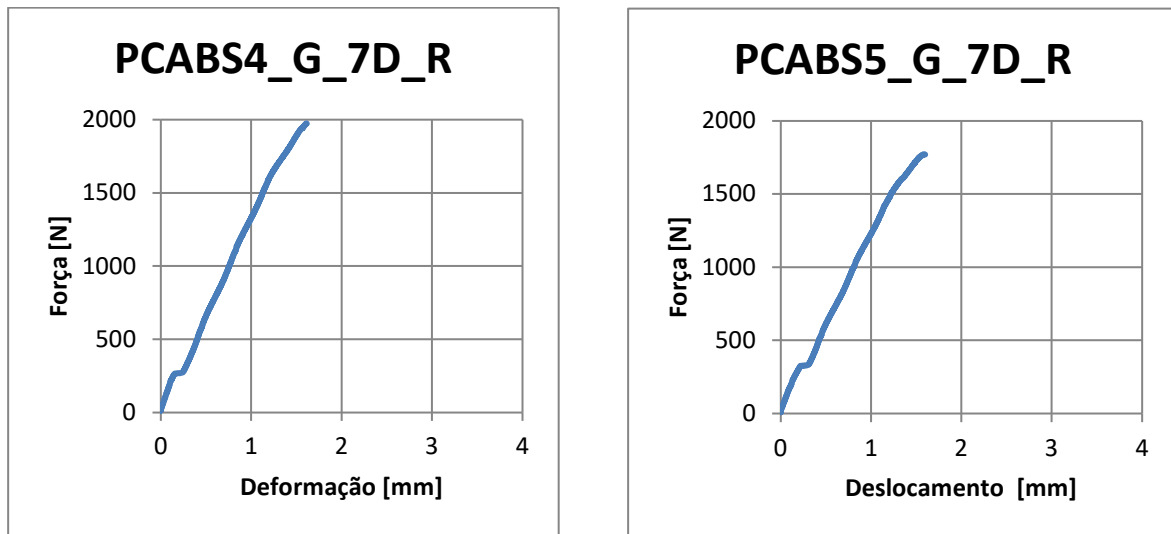 PCABS4_G_7D_R
2000
1500
1000
500
0
0 1 2 3 4
Força [N]
Deformação [mm]
PCABS5_G_7D_R
2000
1500
1000
500
0
0 1 2 3 4
Força [N]
Deslocamento [mm]